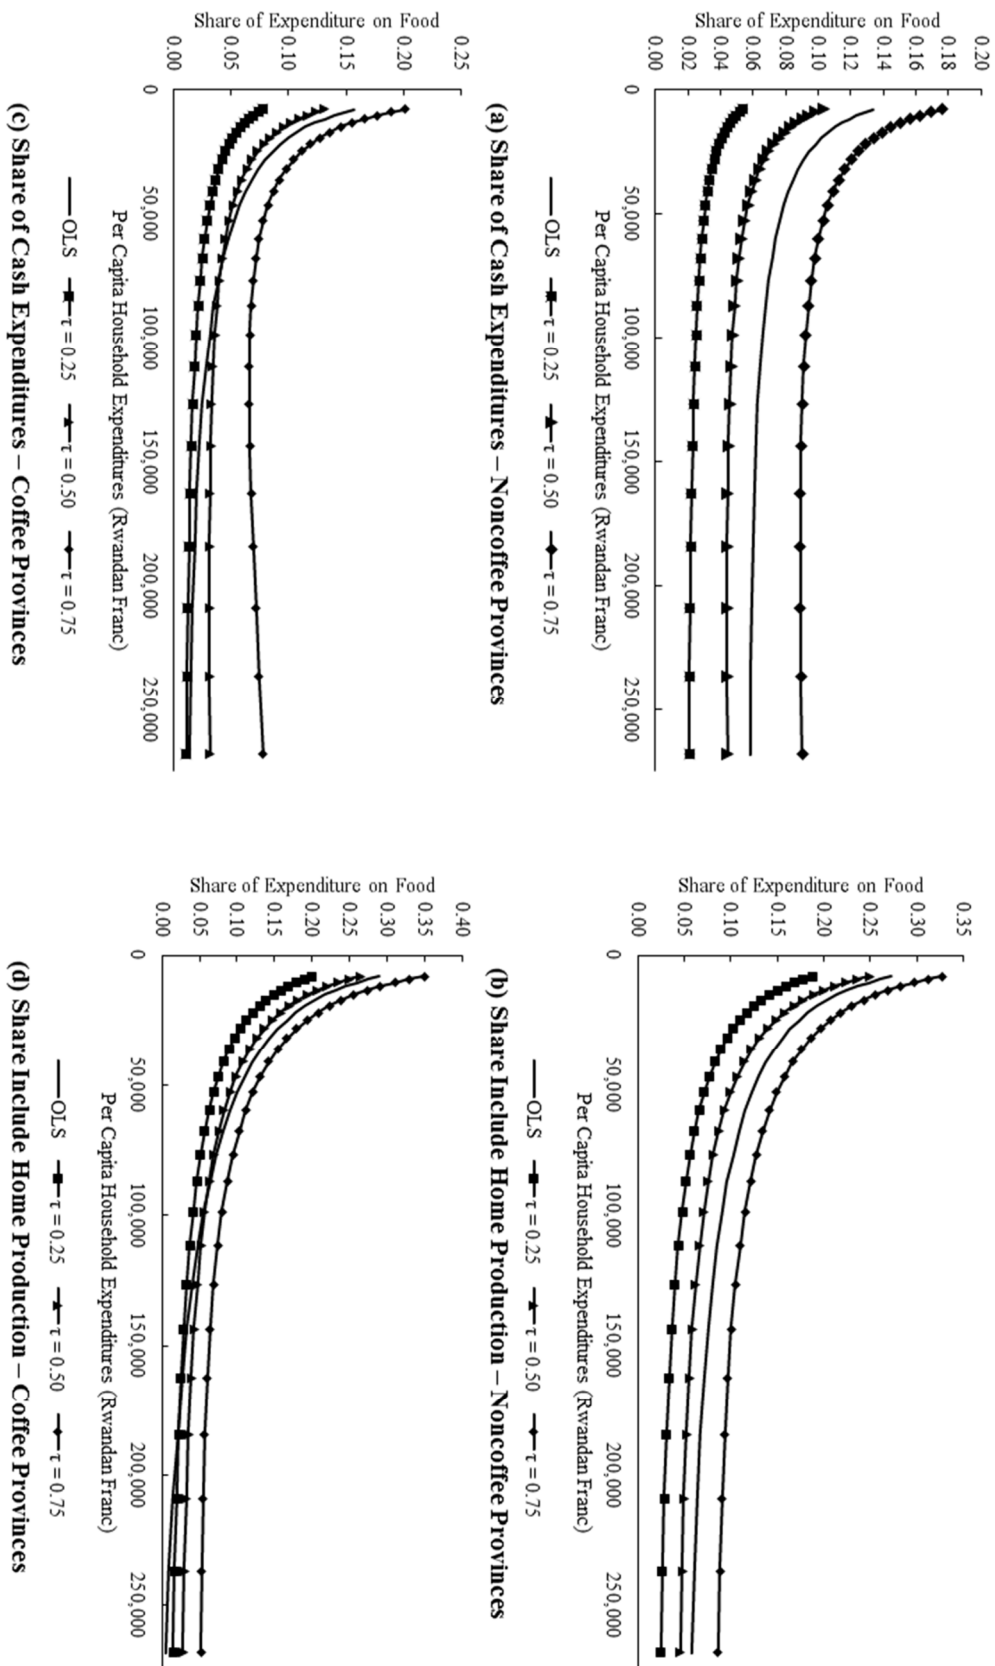 Share of Expenditure on Food
0.20
0.18
0.16
0.14
0.12
0.10
0.08
0.06
0.04
0.02
0.00
0 50,000 100,000 150,000 200,000 250,000
Per Capita Household Expenditures (Rwandan Franc)
OLS τ = 0.25 τ = 0.50 τ = 0.75
(a) Share of Cash Expenditures – Noncoffee Provinces
Share of Expenditure on Food
0.35
0.30
0.25
0.20
0.15
0.10
0.05
0.00
0 50,000 100,000 150,000 200,000 250,000
Per Capita Household Expenditures (Rwandan Franc)
OLS τ = 0.25 τ = 0.50 τ = 0.75
(b) Share Include Home Production – Noncoffee Provinces
Share of Expenditure on Food
0.25
0.20
0.15
0.10
0.05
0.00
0 50,000 100,000 150,000 200,000 250,000
Per Capita Household Expenditures (Rwandan Franc)
OLS τ = 0.25 τ = 0.50 τ = 0.75
(c) Share of Cash Expenditures – Coffee Provinces
Share of Expenditure on Food
0.40
0.35
0.30
0.25
0.20
0.15
0.10
0.05
0.00
0 50,000 100,000 150,000 200,000 250,000
Per Capita Household Expenditures (Rwandan Franc)
OLS τ = 0.25 τ = 0.50 τ = 0.75
(d) Share Include Home Production – Coffee Provinces